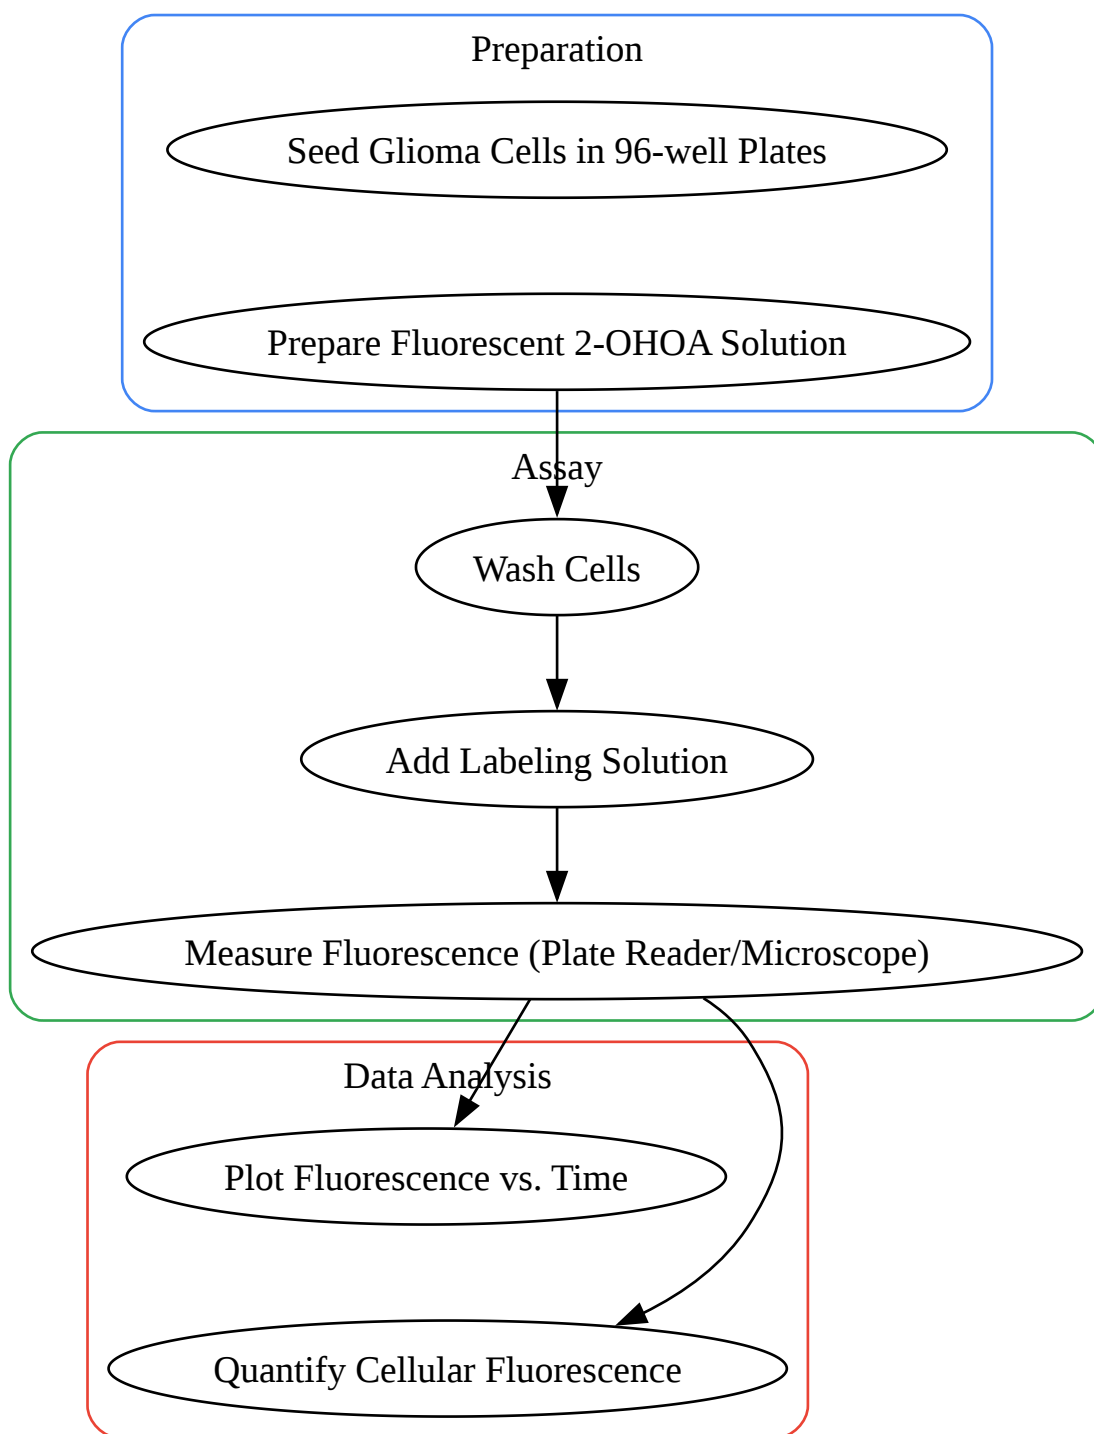 Preparation
Seed Glioma Cells in 96-well Plates
Prepare Fluorescent 2-OHOA Solution
Assay
Wash Cells
Add Labeling Solution
Measure Fluorescence (Plate Reader/Microscope)
Data Analysis
Plot Fluorescence vs. Time
Quantify Cellular Fluorescence